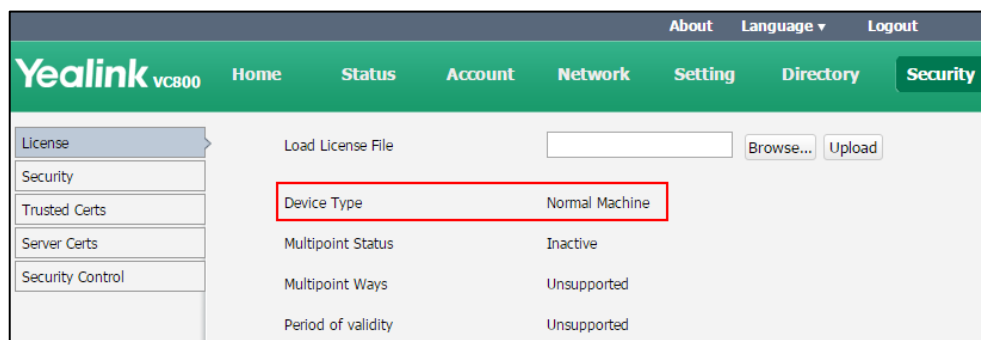 About Language ▾ Logout
Yealink VC800 Home Status Account Network Setting Directory Security
License
Security
Trusted Certs
Server Certs
Security Control
Load License File Browse... Upload
Device Type Normal Machine
Multipoint Status Inactive
Multipoint Ways Unsupported
Period of validity Unsupported